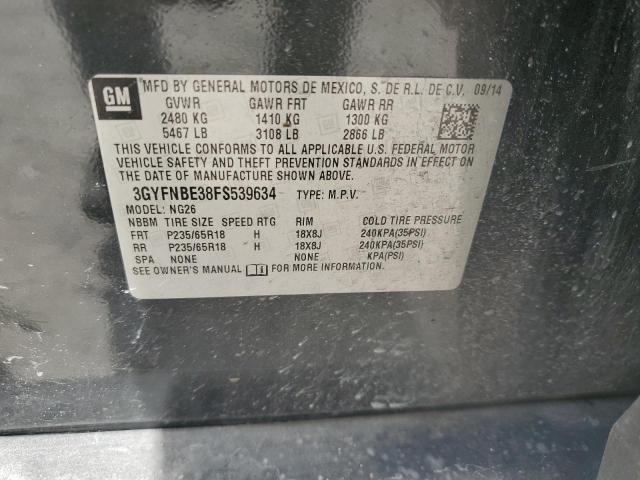 GM
MFD BY GENERAL MOTORS DE MEXICO, S. DE R.L. DE C.V. 09/14
GVWR GAWR FRT GAWR RR
2480 KG 1410 KG 1300 KG
5467 LB 3108 LB 2866 LB
THIS VEHICLE CONFORMS TO ALL APPLICABLE U.S. FEDERAL MOTOR
VEHICLE SAFETY AND THEFT PREVENTION STANDARDS IN EFFECT ON
THE DATE OF MANUFACTURE SHOWN ABOVE.
3GYFNBE38FS539634 TYPE: M.P.V.
MODEL: NG26
NBBM TIRE SIZE SPEED RTG RIM COLD TIRE PRESSURE
FRT P235/65R18 H 18X8J 240KPA(35PSI)
RR P235/65R18 H 18X8J 240KPA(35PSI)
SPA NONE NONE KPA(PSI)
SEE OWNER'S MANUAL FOR MORE INFORMATION.